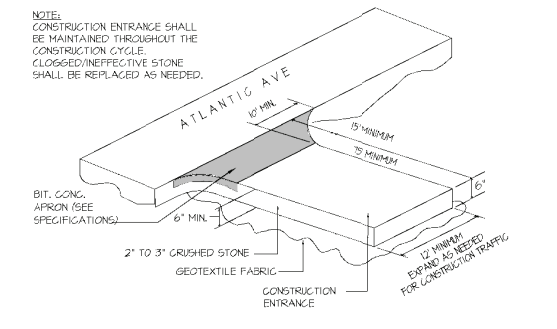 NOTE:
CONSTRUCTION ENTRANCE SHALL
BE MAINTAINED THROUGHOUT THE
CONSTRUCTION CYCLE.
CLOGGED/INEFFECTIVE STONE
SHALL BE REPLACED AS NEEDED.
ATLANTIC AVE
10' MIN.
15' MINIMUM
75 MINIMUM
6"
BIT. CONC.
APRON (SEE
SPECIFICATIONS)
6" MIN.
2" TO 3" CRUSHED STONE
GEOTEXTILE FABRIC
CONSTRUCTION
ENTRANCE
12' MINIMUM
EXPAND AS NEEDED
FOR CONSTRUCTION TRAFFIC